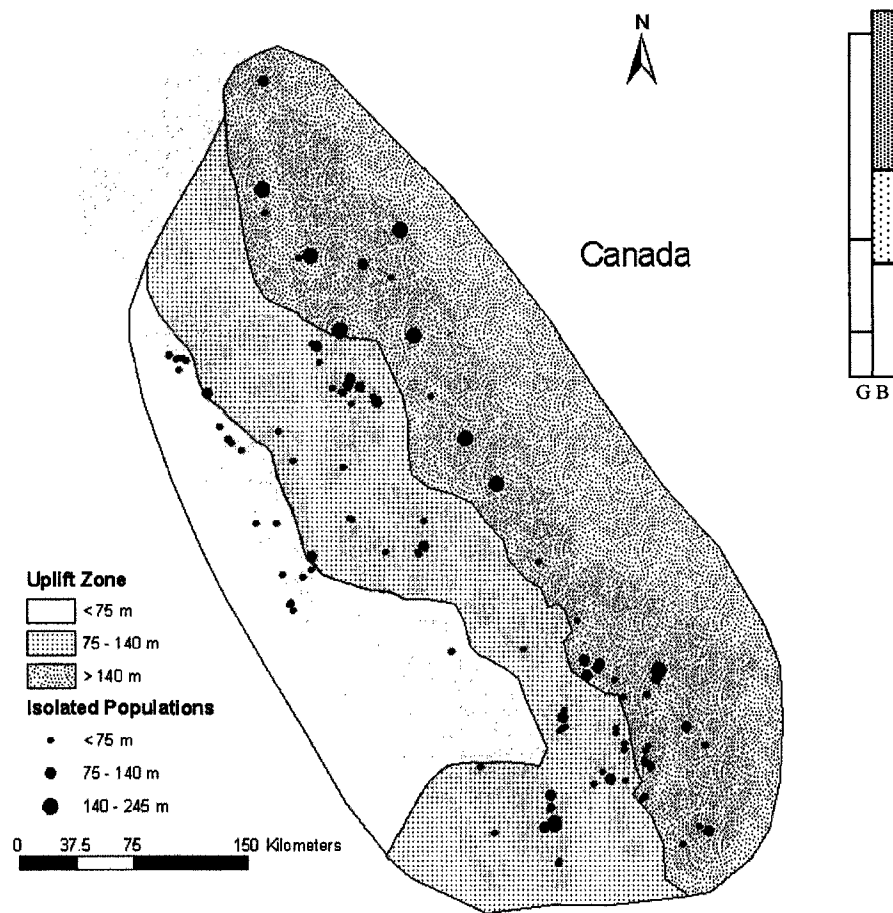 N
Canada
G B
Uplift Zone
<75 m
75 - 140 m
> 140 m
Isolated Populations
<75 m
75 - 140 m
140 - 245 m
0 37.5 75 150 Kilometers